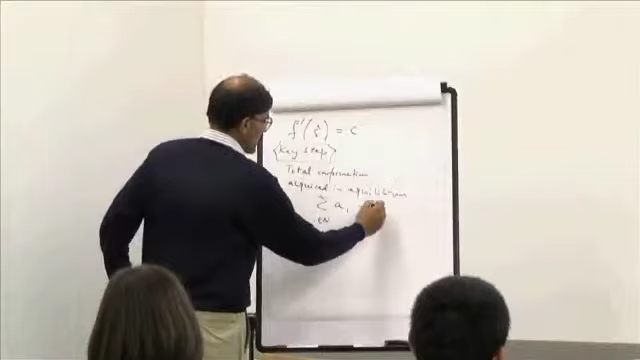 f'(ξ) = c
{Key step}
Total information
acquired in equilibrium
Σ aᵢ
i∈N